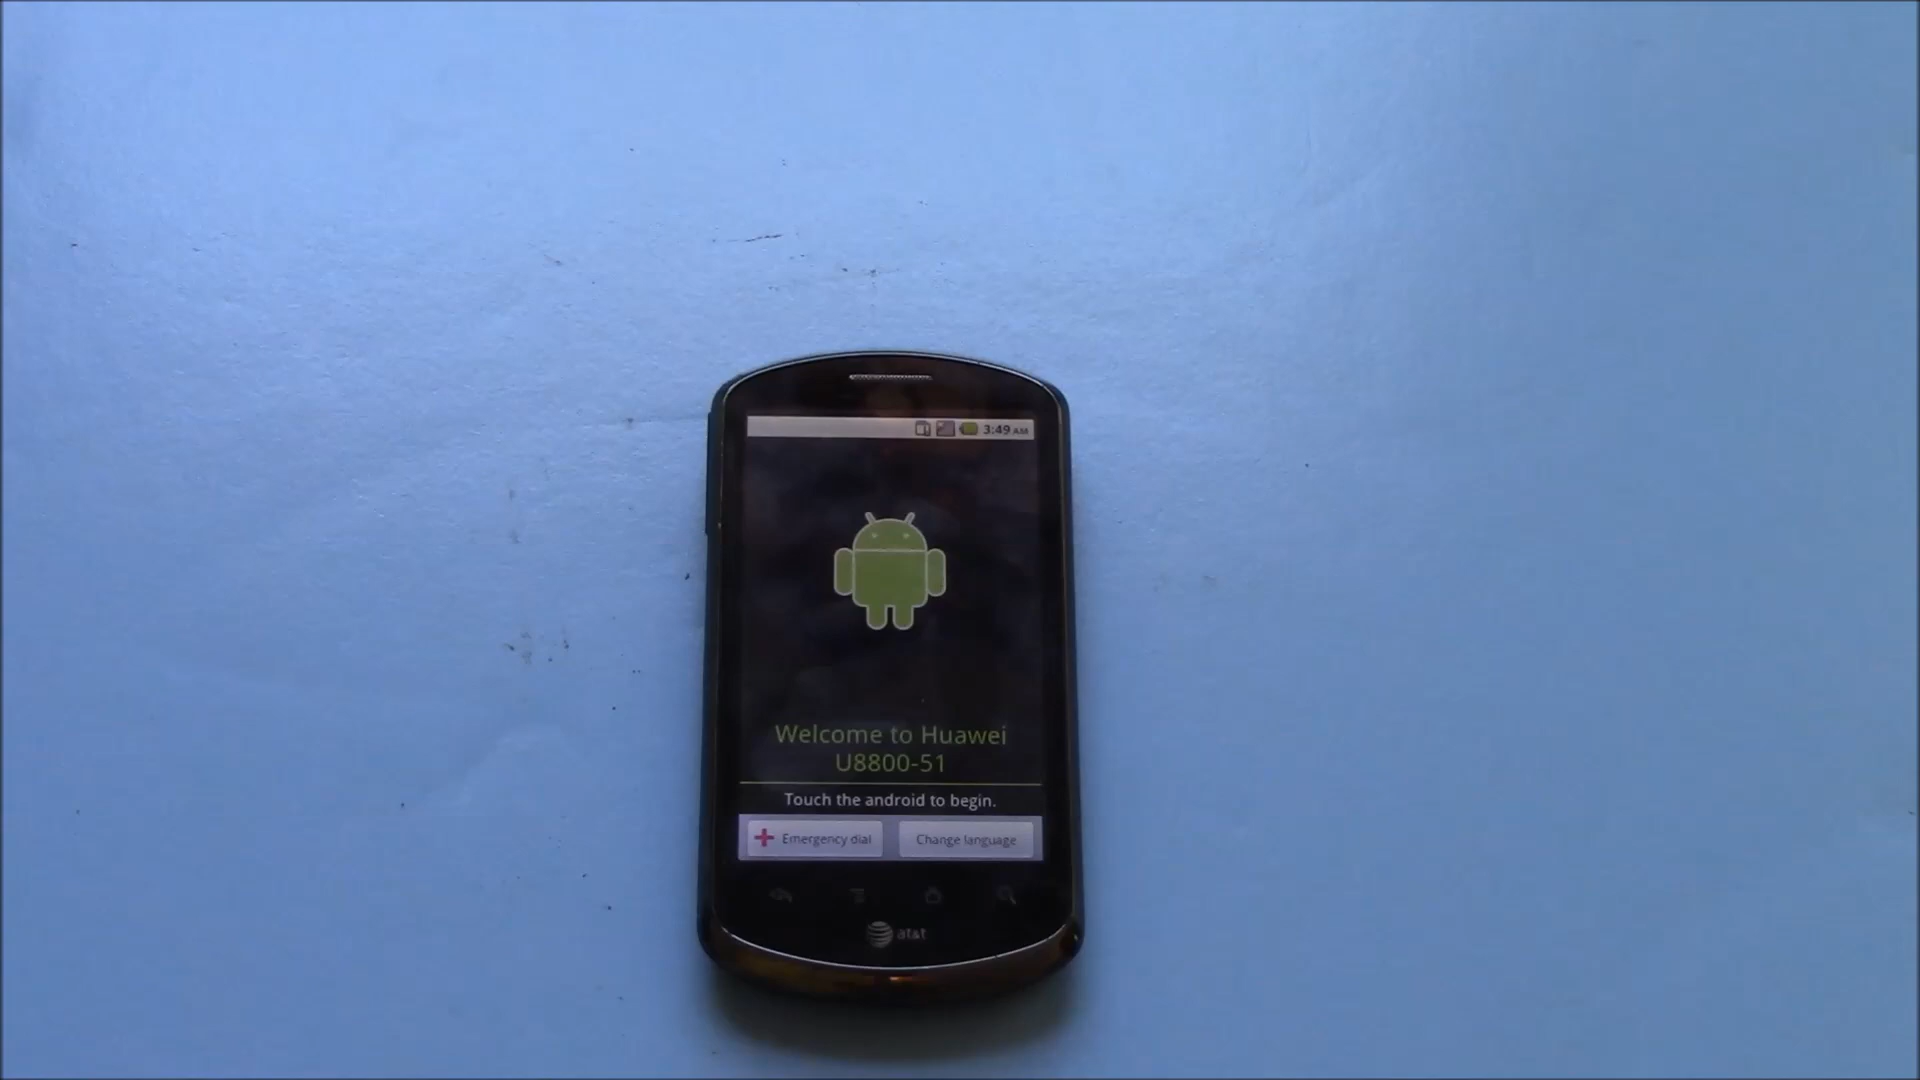 3:49 AM
Welcome to Huawei
U8800-51
Touch the android to begin.
Emergency dial
Change language
at&t